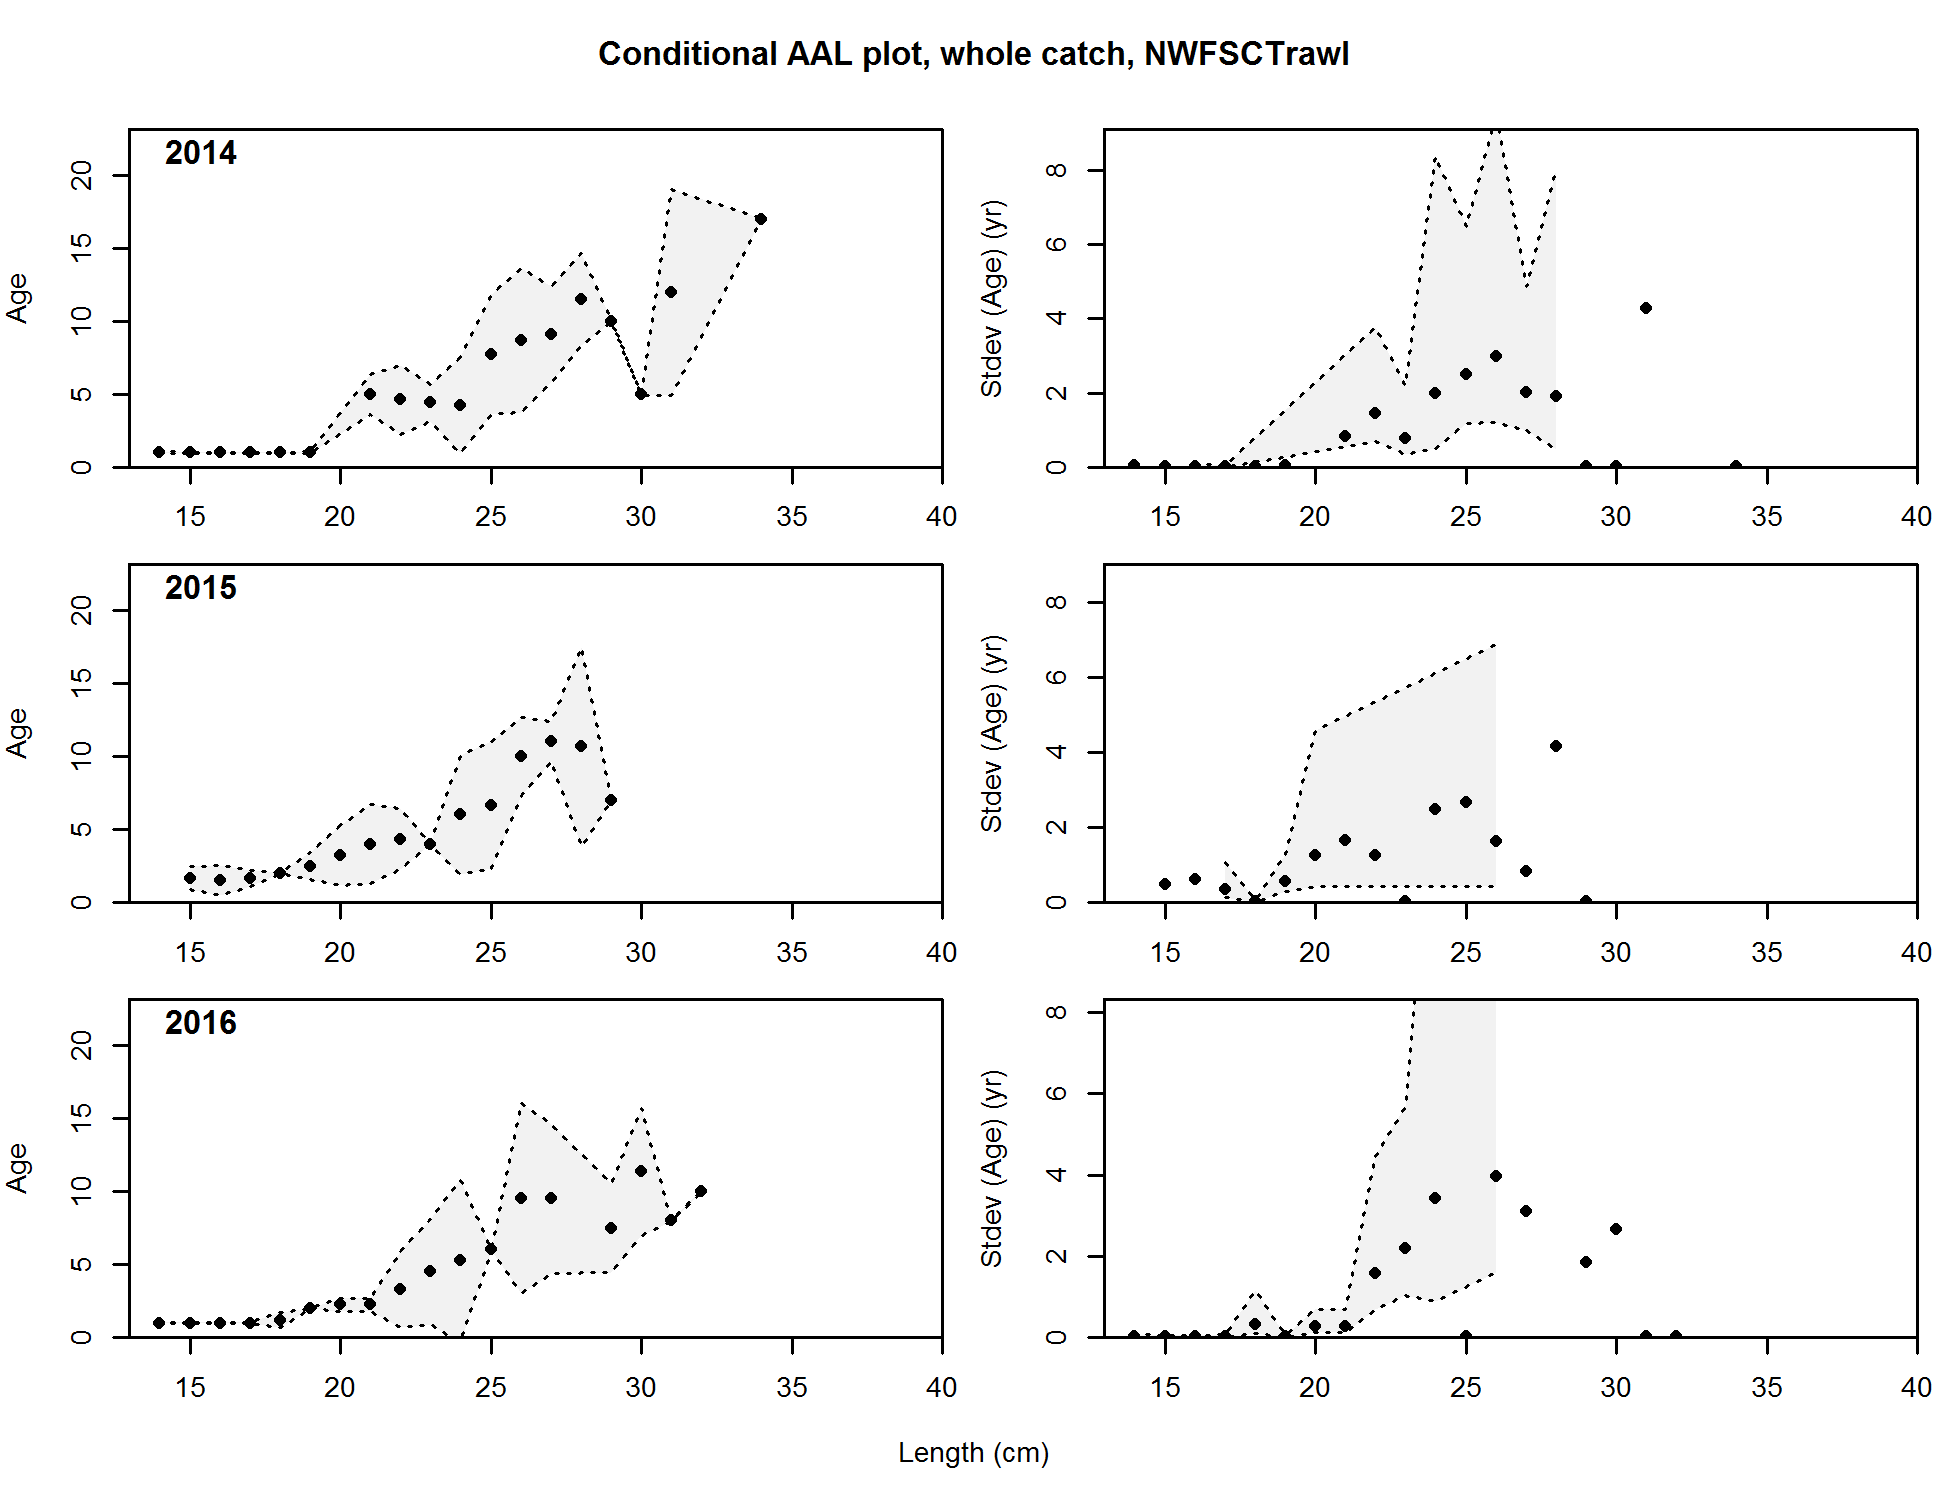 Conditional AAL plot, whole catch, NWFSCTrawl
2014
Age
0 5 10 15 20
15 20 25 30 35 40
Stdev (Age) (yr)
0 2 4 6 8
15 20 25 30 35 40
2015
Age
0 5 10 15 20
15 20 25 30 35 40
Stdev (Age) (yr)
0 2 4 6 8
15 20 25 30 35 40
2016
Age
0 5 10 15 20
15 20 25 30 35 40
Stdev (Age) (yr)
0 2 4 6 8
15 20 25 30 35 40
Length (cm)